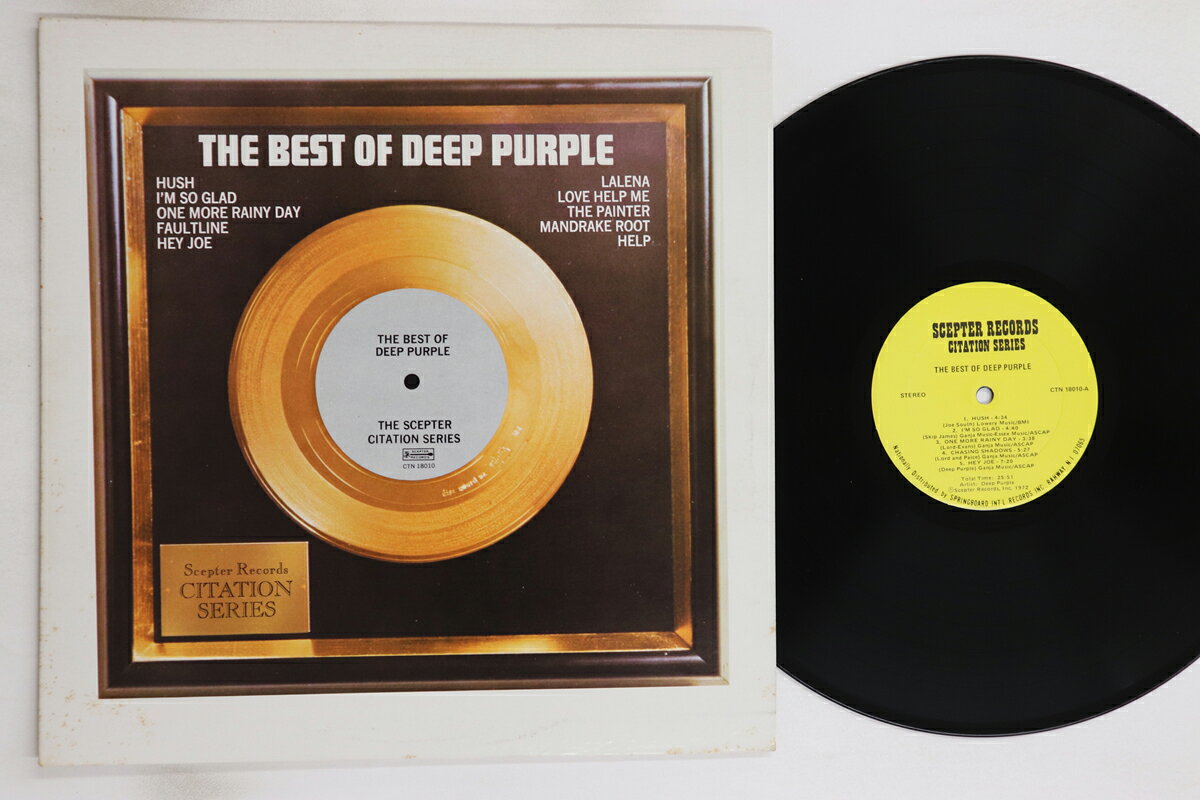 THE BEST OF DEEP PURPLE
HUSH
I'M SO GLAD
ONE MORE RAINY DAY
FAULTLINE
HEY JOE
LALENA
LOVE HELP ME
THE PAINTER
MANDRAKE ROOT
HELP
THE BEST OF
DEEP PURPLE
THE SCEPTER
CITATION SERIES
SCEPTER
RECORDS
CTN 18010
Scepter Records
CITATION
SERIES
SCEPTER RECORDS
CITATION SERIES
THE BEST OF DEEP PURPLE
STEREO
CTN 18010-A
1. HUSH - 4:24
(Joe South) Lowery Music/BMI
2. I'M SO GLAD - 4:40
(Skip James) Ganja Music-Essex Music/ASCAP
3. ONE MORE RAINY DAY - 3:38
(Lord-Evans) Ganja Music/ASCAP
4. CHASING SHADOWS - 5:27
(Lord and Paice) Ganja Music/ASCAP
5. HEY JOE - 7:20
(Deep Purple) Ganja Music/ASCAP
Total Time: 25:51
Artist: Deep Purple
Scepter Records, Inc. 1972
Nationally Distributed by SPRINGBOARD INT'L RECORDS INC. RAHWAY N.J. 07065